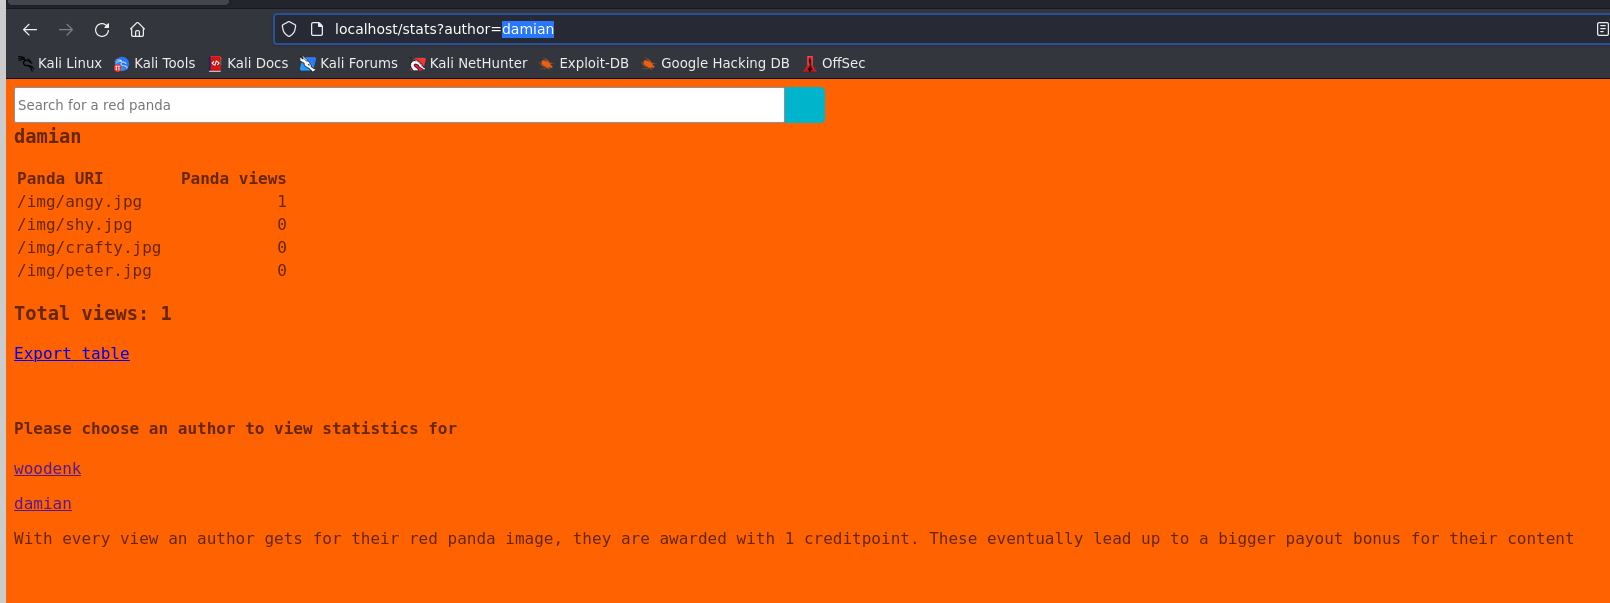 localhost/stats?author=damian
Kali Linux Kali Tools Kali Docs Kali Forums Kali NetHunter Exploit-DB Google Hacking DB OffSec
Search for a red panda
damian
Panda URI Panda views
/img/angy.jpg 1
/img/shy.jpg 0
/img/crafty.jpg 0
/img/peter.jpg 0
Total views: 1
Export table
Please choose an author to view statistics for
woodenk
damian
With every view an author gets for their red panda image, they are awarded with 1 creditpoint. These eventually lead up to a bigger payout bonus for their content